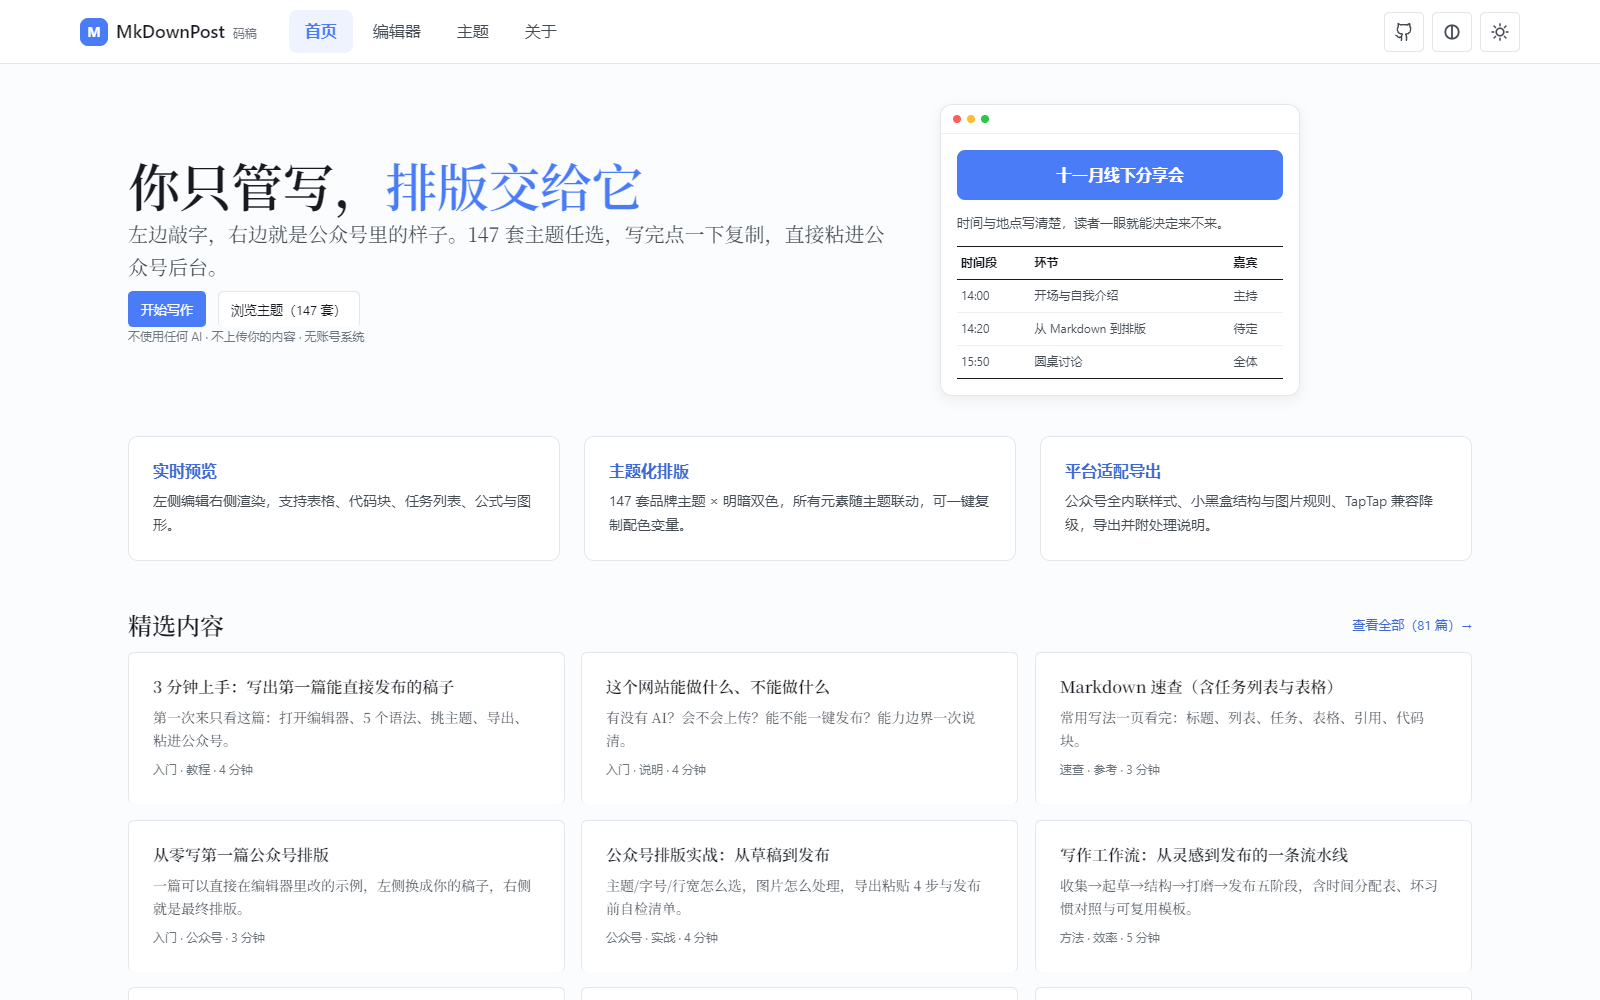 M MkDownPost 码稿 首页 编辑器 主题 关于
你只管写，排版交给它
左边敲字，右边就是公众号里的样子。147 套主题任选，写完点一下复制，直接粘进公
众号后台。
开始写作 浏览主题（147 套）
不使用任何 AI · 不上传你的内容 · 无账号系统
十一月线下分享会
时间与地点写清楚，读者一眼就能决定来不来。
时间段 环节 嘉宾
14:00 开场与自我介绍 主持
14:20 从 Markdown 到排版 待定
15:50 圆桌讨论 全体
实时预览
左侧编辑右侧渲染，支持表格、代码块、任务列表、公式与图
形。
主题化排版
147 套品牌主题 × 明暗双色，所有元素随主题联动，可一键复
制配色变量。
平台适配导出
公众号全内联样式、小黑盒结构与图片规则、TapTap 兼容降
级，导出并附处理说明。
精选内容
查看全部（81 篇）→
3 分钟上手：写出第一篇能直接发布的稿子
第一次来只看这篇：打开编辑器、5 个语法、挑主题、导出、
粘进公众号。
入门 · 教程 · 4 分钟
这个网站能做什么、不能做什么
有没有 AI？会不会上传？能不能一键发布？能力边界一次说
清。
入门 · 说明 · 4 分钟
Markdown 速查（含任务列表与表格）
常用写法一页看完：标题、列表、任务、表格、引用、代码
块。
速查 · 参考 · 3 分钟
从零写第一篇公众号排版
一篇可以直接在编辑器里改的示例，左侧换成你的稿子，右侧
就是最终排版。
入门 · 公众号 · 3 分钟
公众号排版实战：从草稿到发布
主题/字号/行宽怎么选，图片怎么处理，导出粘贴 4 步与发布
前自检清单。
公众号 · 实战 · 4 分钟
写作工作流：从灵感到发布的一条流水线
收集→起草→结构→打磨→发布五阶段，含时间分配表、坏习
惯对照与可复用模板。
方法 · 效率 · 5 分钟